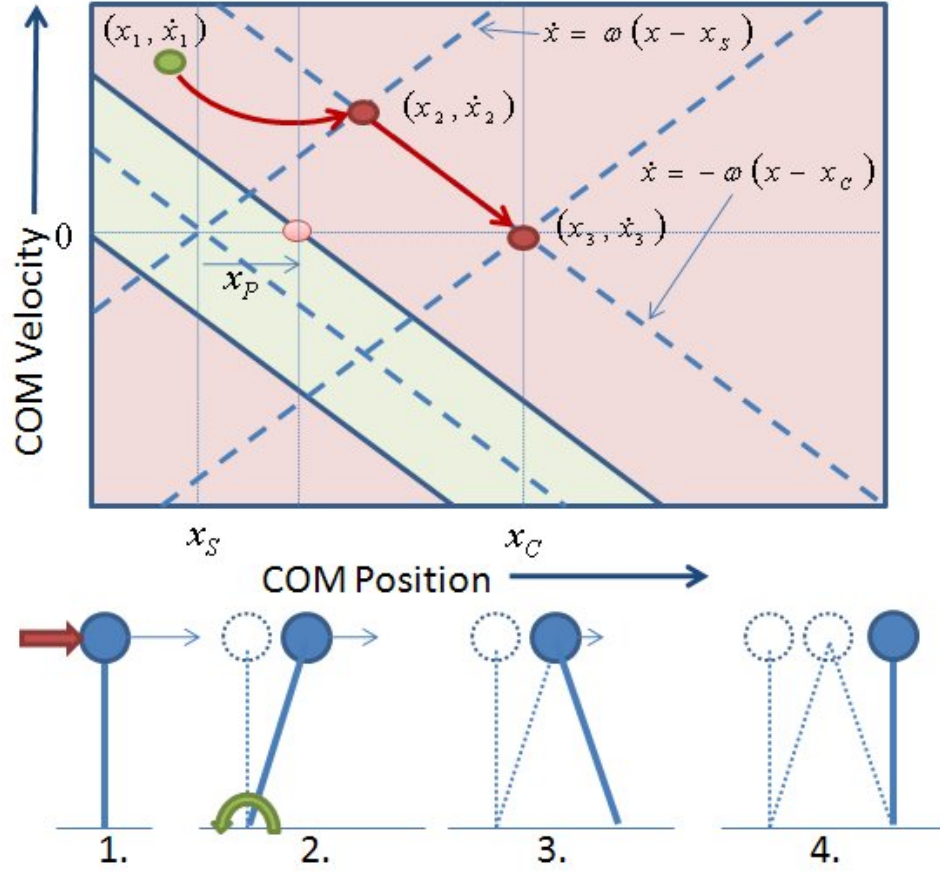 (x₁, ẋ₁)
ẋ = ω(x − x_S)
(x₂, ẋ₂)
ẋ = −ω(x − x_C)
(x₃, ẋ₃)
0
x_P
COM Velocity
x_S
x_C
COM Position
1.
2.
3.
4.